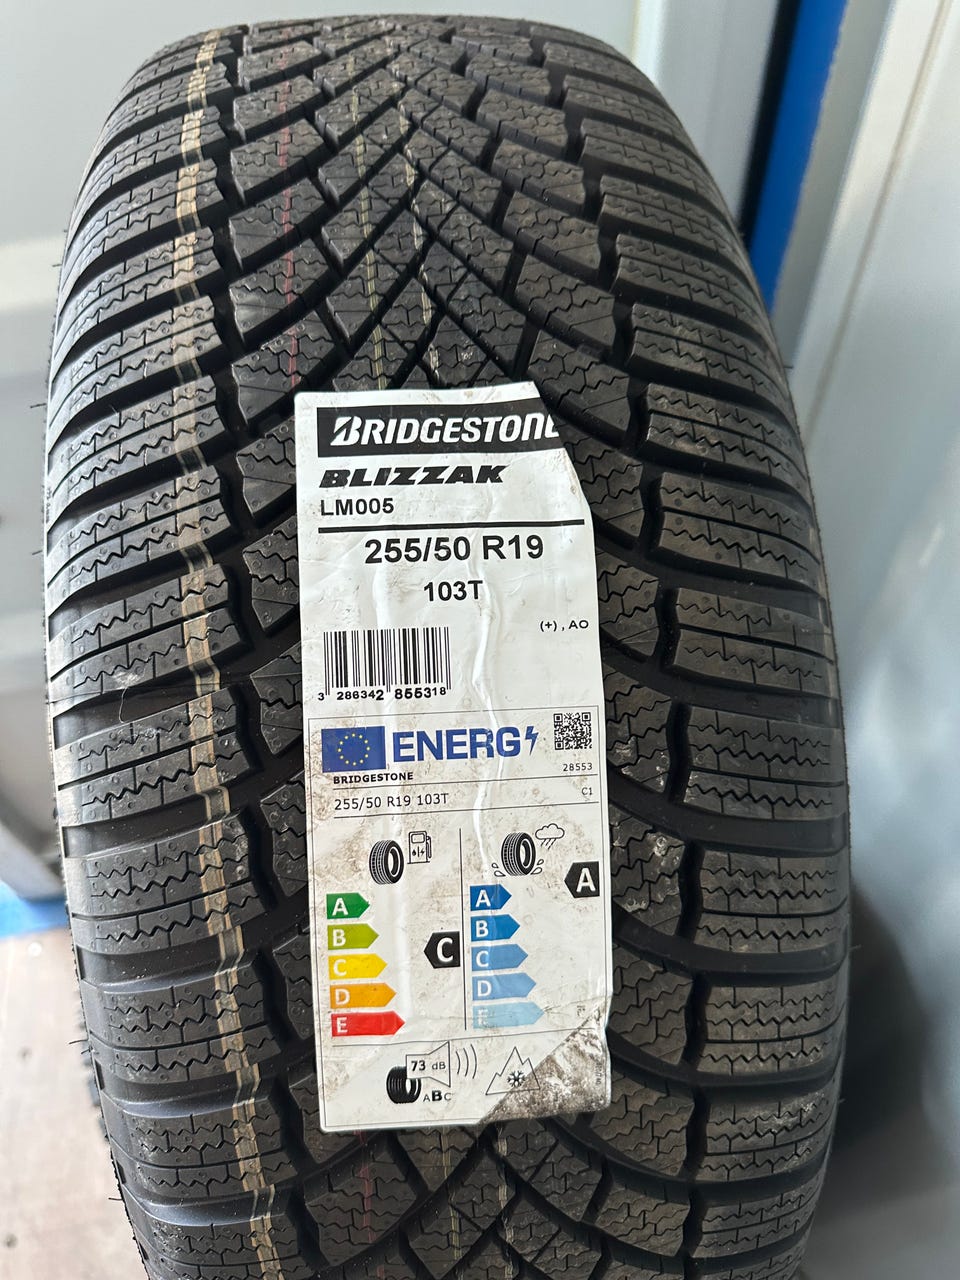 BRIDGESTONE
BLIZZAK
LM005
255/50 R19
103T
(+) , AO
3 286342 855318
ENERG
28553
BRIDGESTONE
255/50 R19 103T
C1
A
A
A
B
B
C
C
C
D
D
E
E
73 dB
ABC